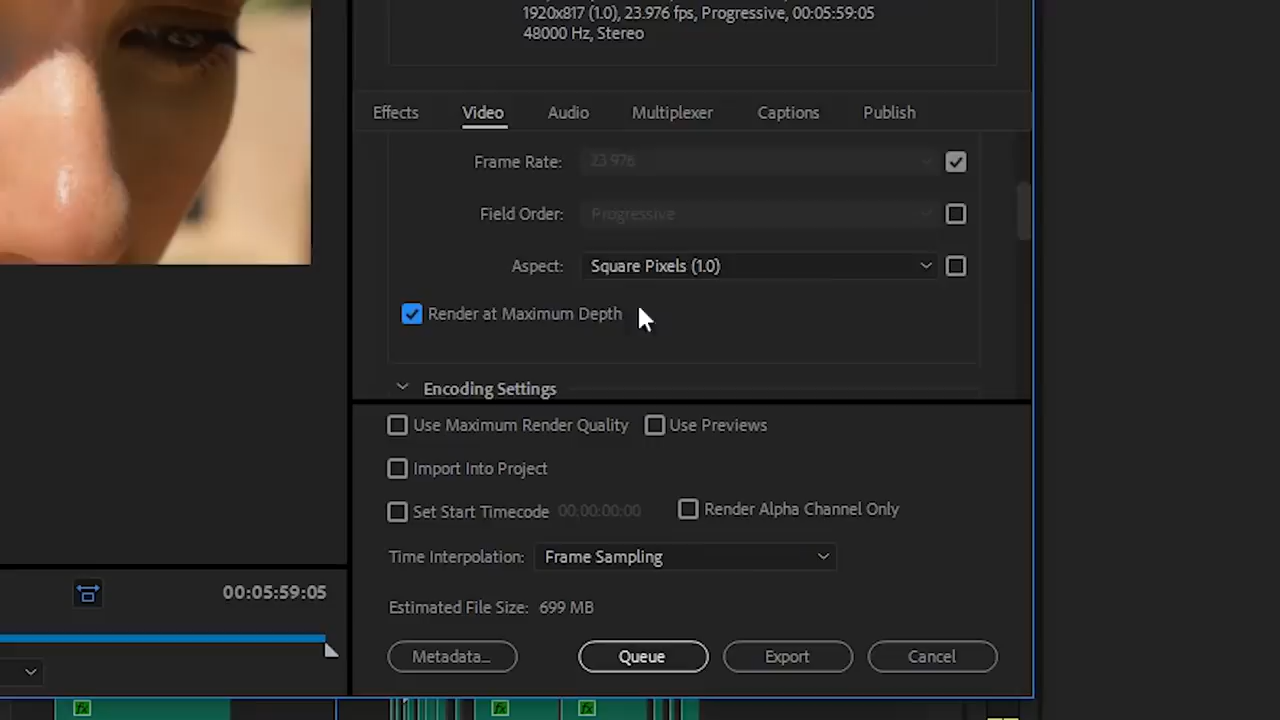 1920x817 (1.0), 23.976 fps, Progressive, 00:05:59:05
48000 Hz, Stereo
Effects Video Audio Multiplexer Captions Publish
Frame Rate: 23.976
Field Order: Progressive
Aspect: Square Pixels (1.0)
Render at Maximum Depth
Encoding Settings
Use Maximum Render Quality Use Previews
Import Into Project
Set Start Timecode 00:00:00:00 Render Alpha Channel Only
Time Interpolation: Frame Sampling
00:05:59:05
Estimated File Size: 699 MB
Metadata... Queue Export Cancel
fx fx fx